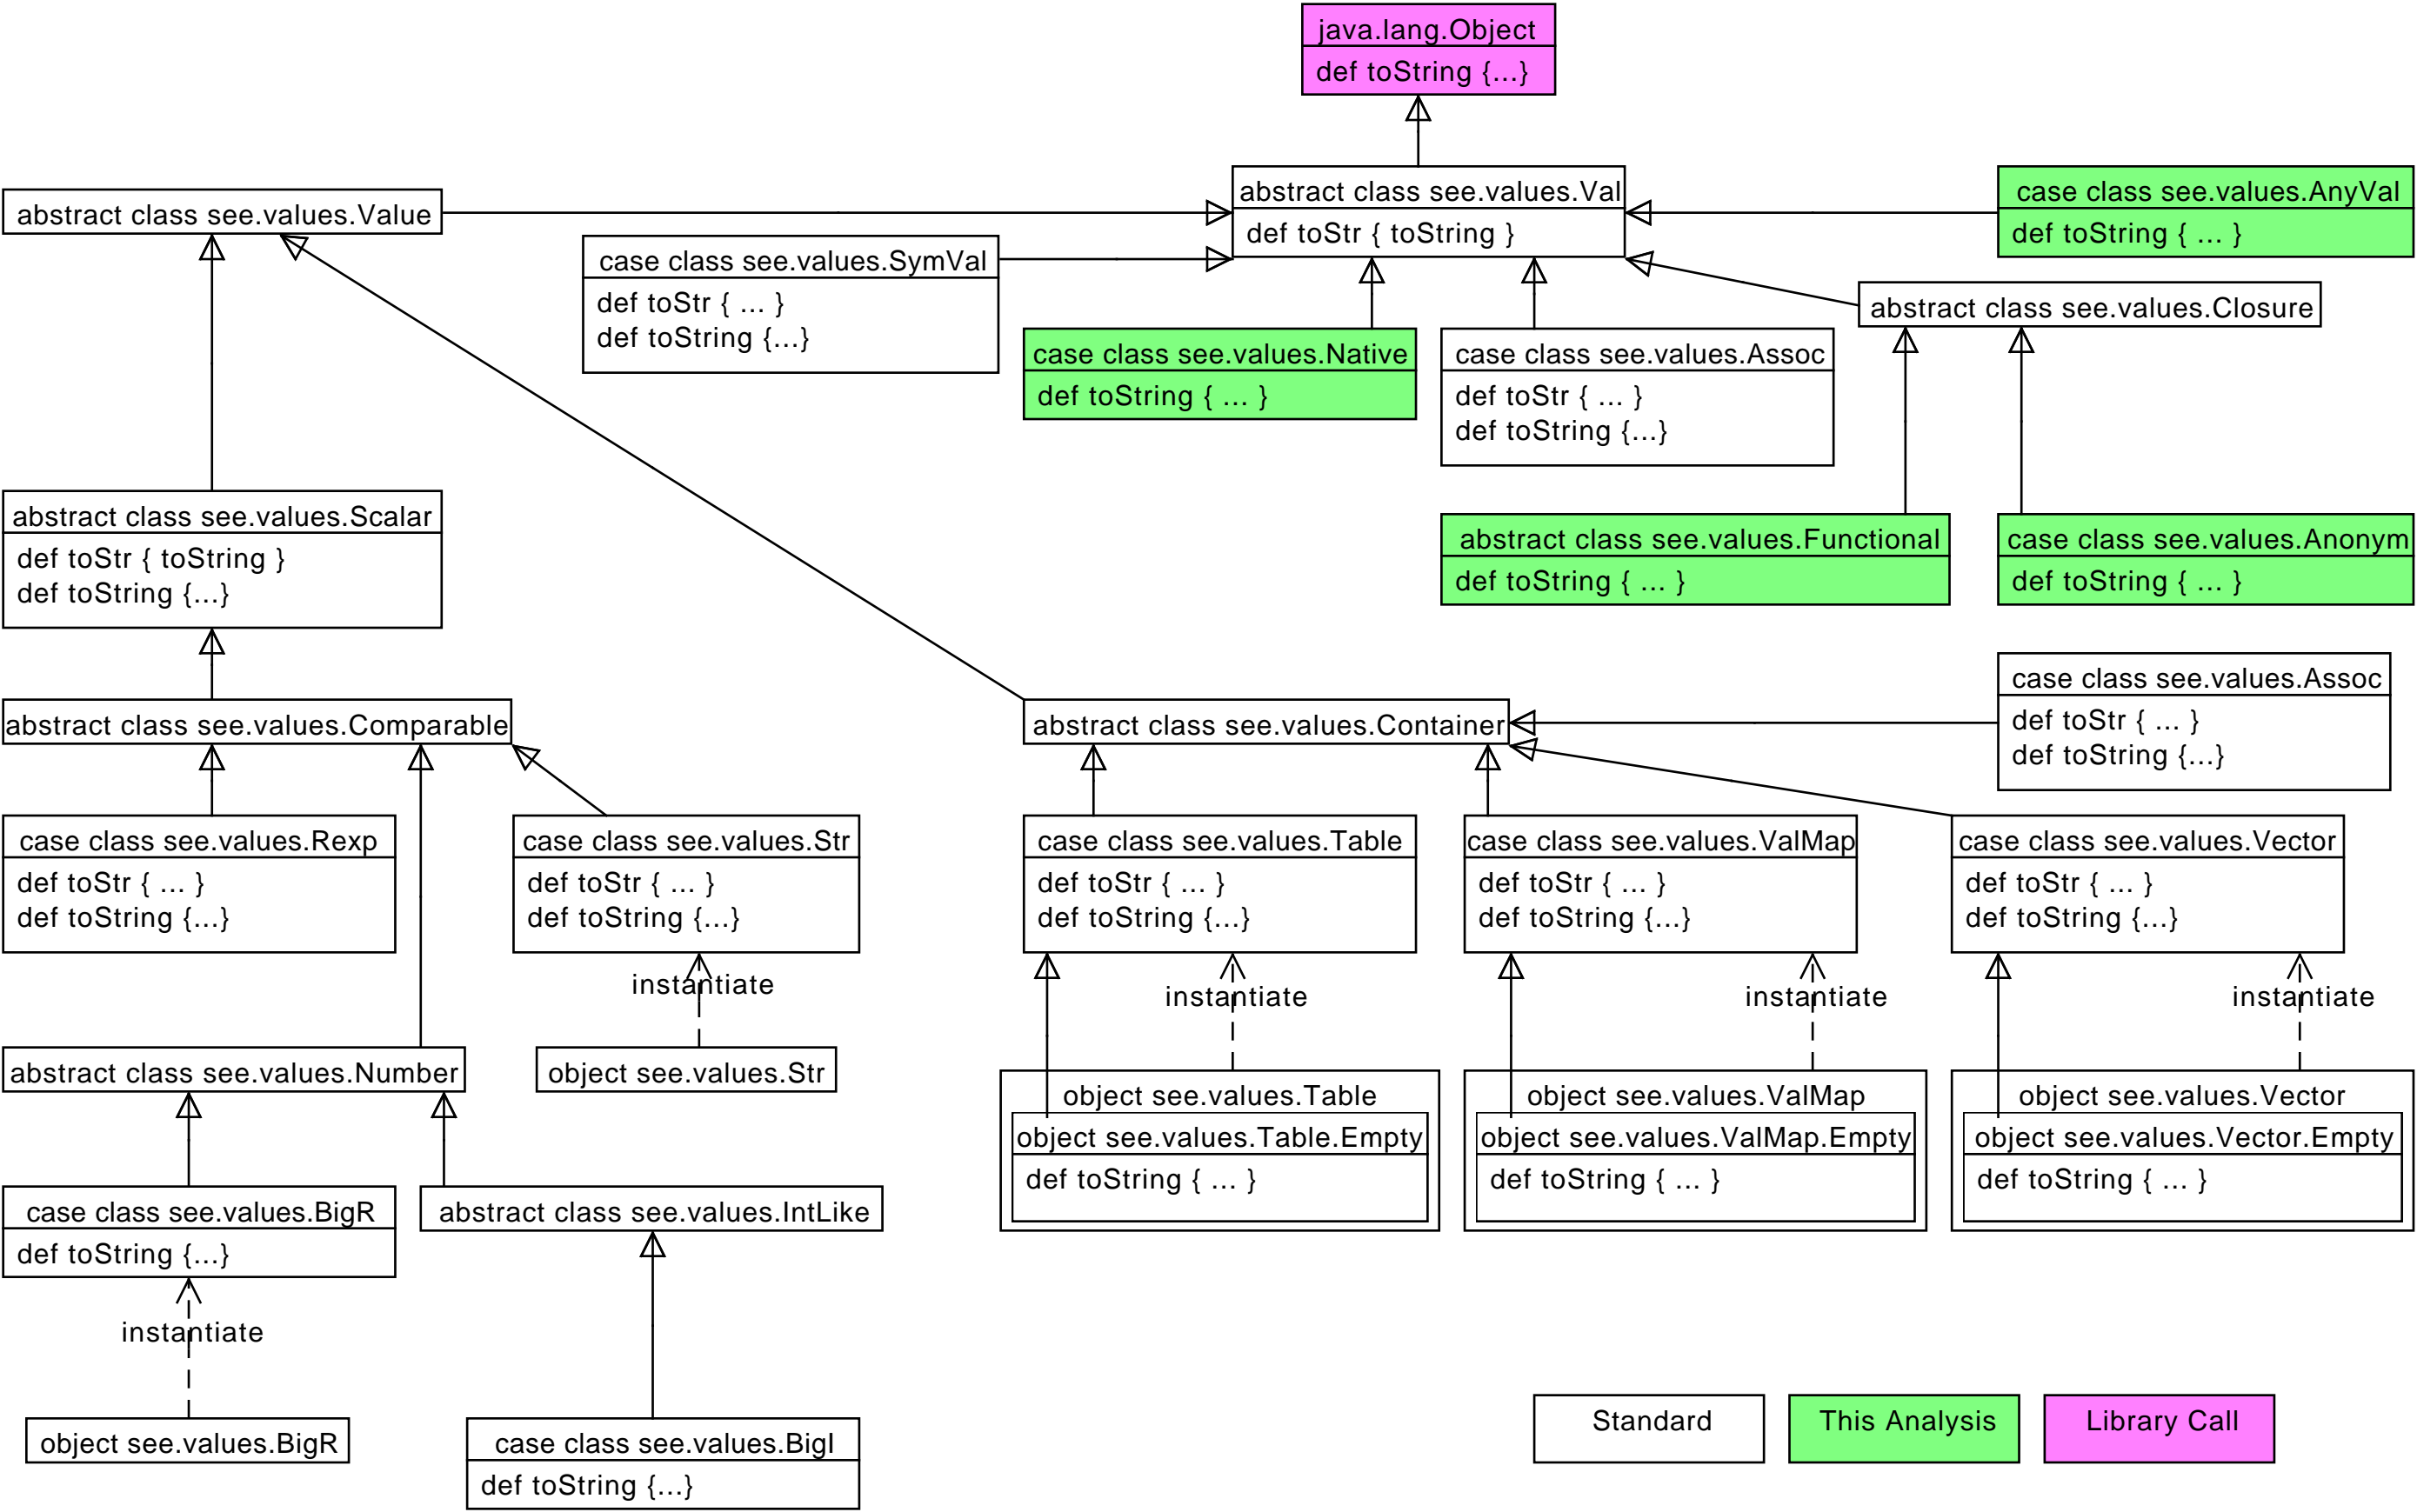 java.lang.Object
def toString {...}
abstract class see.values.Value
abstract class see.values.Val
def toStr { toString }
case class see.values.AnyVal
def toString { ... }
case class see.values.SymVal
def toStr { ... }
def toString {...}
abstract class see.values.Closure
case class see.values.Native
def toString { ... }
case class see.values.Assoc
def toStr { ... }
def toString {...}
abstract class see.values.Scalar
def toStr { toString }
def toString {...}
abstract class see.values.Functional
def toString { ... }
case class see.values.Anonym
def toString { ... }
abstract class see.values.Comparable
abstract class see.values.Container
case class see.values.Assoc
def toStr { ... }
def toString {...}
case class see.values.Rexp
def toStr { ... }
def toString {...}
case class see.values.Str
def toStr { ... }
def toString {...}
case class see.values.Table
def toStr { ... }
def toString {...}
case class see.values.ValMap
def toStr { ... }
def toString {...}
case class see.values.Vector
def toStr { ... }
def toString {...}
instantiate
instantiate
instantiate
instantiate
abstract class see.values.Number
object see.values.Str
object see.values.Table
object see.values.Table.Empty
def toString { ... }
object see.values.ValMap
object see.values.ValMap.Empty
def toString { ... }
object see.values.Vector
object see.values.Vector.Empty
def toString { ... }
case class see.values.BigR
def toString {...}
abstract class see.values.IntLike
instantiate
object see.values.BigR
case class see.values.BigI
def toString {...}
Standard
This Analysis
Library Call